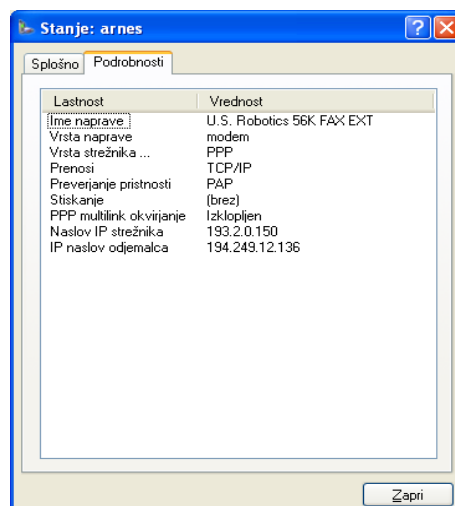 Stanje: arnes
Splošno Podrobnosti
Lastnost Vrednost
Ime naprave U.S. Robotics 56K FAX EXT
Vrsta naprave modem
Vrsta strežnika ... PPP
Prenosi TCP/IP
Preverjanje pristnosti PAP
Stiskanje (brez)
PPP multilink okvirjanje Izklopljen
Naslov IP strežnika 193.2.0.150
IP naslov odjemalca 194.249.12.136
Zapri